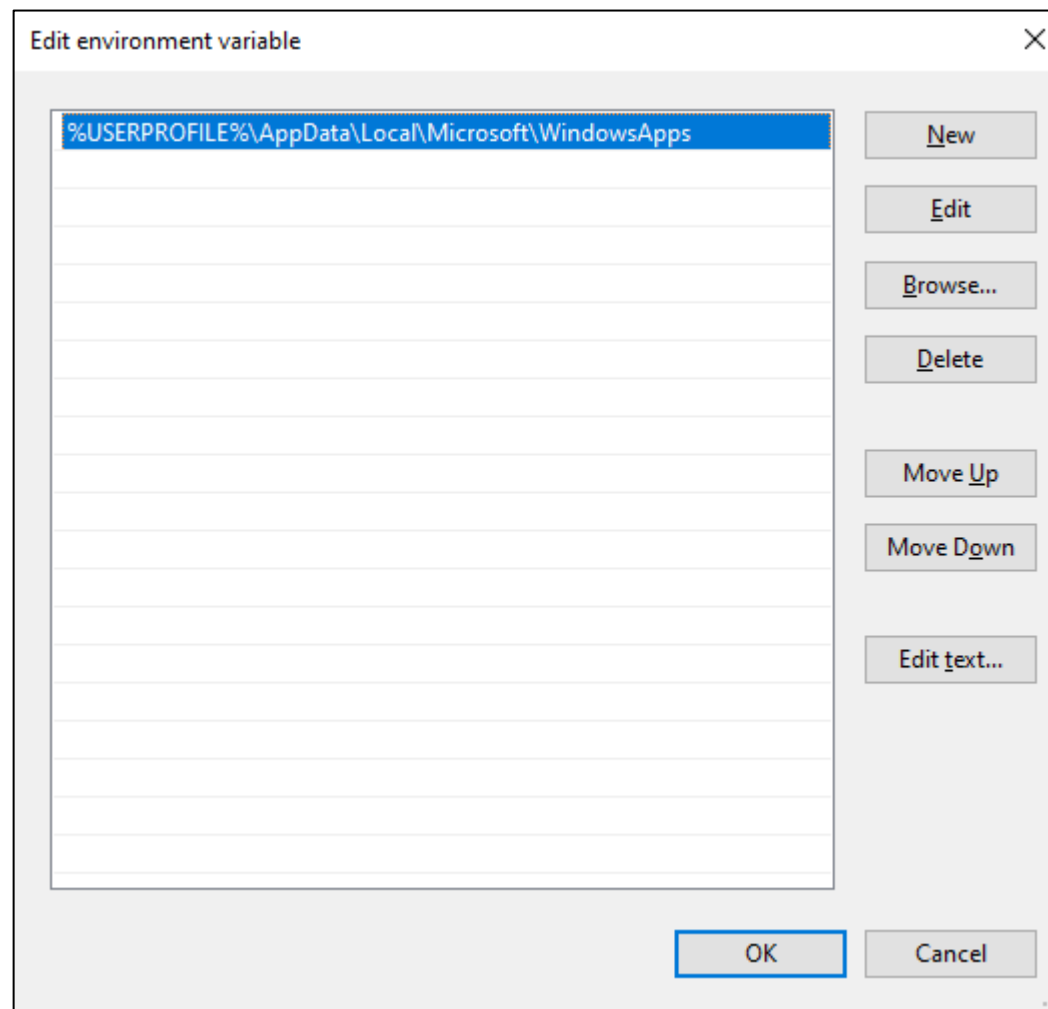 Edit environment variable
%USERPROFILE%\AppData\Local\Microsoft\WindowsApps
New
Edit
Browse...
Delete
Move Up
Move Down
Edit text...
OK
Cancel